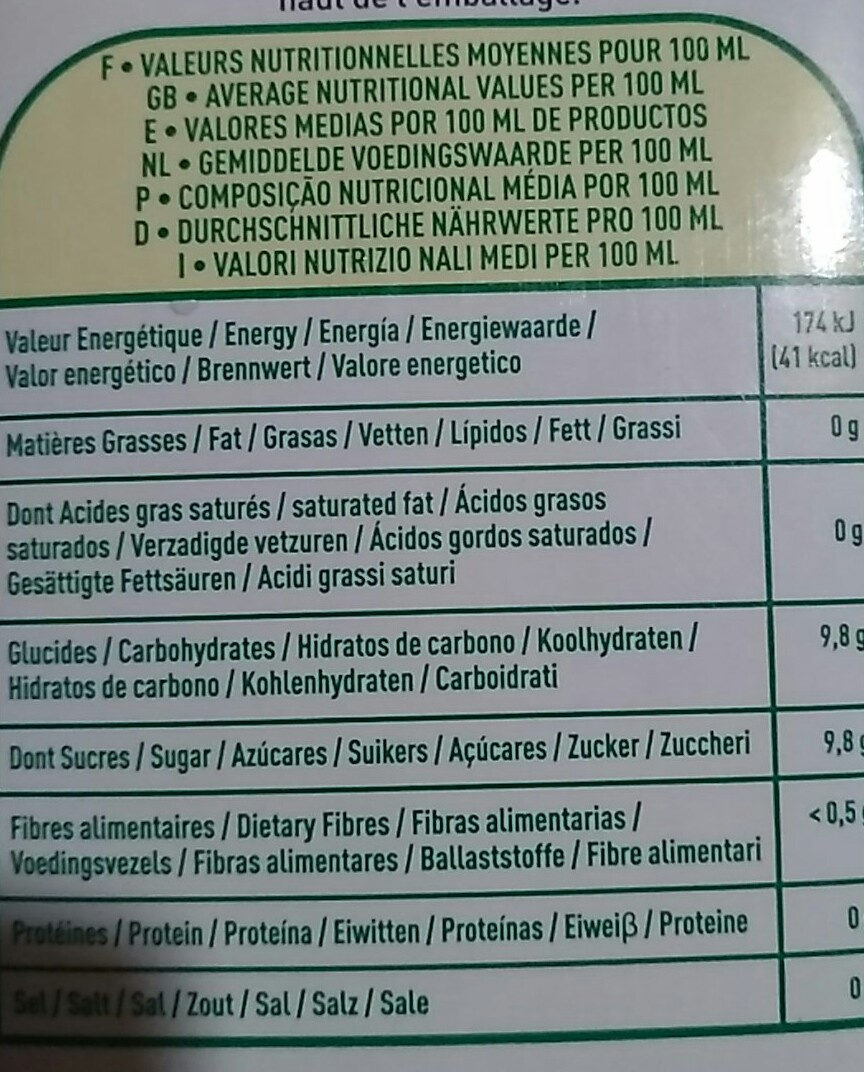 haut de l'emballage.
F • VALEURS NUTRITIONNELLES MOYENNES POUR 100 ML
GB • AVERAGE NUTRITIONAL VALUES PER 100 ML
E • VALORES MEDIAS POR 100 ML DE PRODUCTOS
NL • GEMIDDELDE VOEDINGSWAARDE PER 100 ML
P • COMPOSIÇÃO NUTRICIONAL MÉDIA POR 100 ML
D • DURCHSCHNITTLICHE NÄHRWERTE PRO 100 ML
I • VALORI NUTRIZIO NALI MEDI PER 100 ML
Valeur Energétique / Energy / Energía / Energiewaarde / 174 kJ
Valor energético / Brennwert / Valore energetico (41 kcal)
Matières Grasses / Fat / Grasas / Vetten / Lípidos / Fett / Grassi 0 g
Dont Acides gras saturés / saturated fat / Ácidos grasos
saturados / Verzadigde vetzuren / Ácidos gordos saturados / 0 g
Gesättigte Fettsäuren / Acidi grassi saturi
Glucides / Carbohydrates / Hidratos de carbono / Koolhydraten / 9,8 g
Hidratos de carbono / Kohlenhydraten / Carboidrati
Dont Sucres / Sugar / Azúcares / Suikers / Açúcares / Zucker / Zuccheri 9,8 g
Fibres alimentaires / Dietary Fibres / Fibras alimentarias / < 0,5
Voedingsvezels / Fibras alimentares / Ballaststoffe / Fibre alimentari
Protéines / Protein / Proteína / Eiwitten / Proteínas / Eiweiβ / Proteine 0
Sel / Salt / Sal / Zout / Sal / Salz / Sale 0